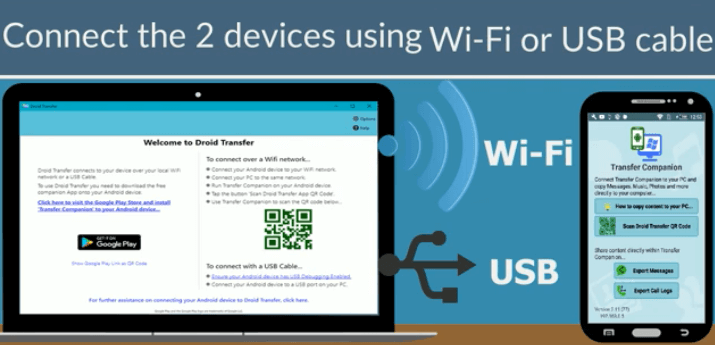 Connect the 2 devices using Wi-Fi or USB cable
Droid Transfer
Options
Help
Welcome to Droid Transfer
Droid Transfer connects to your device over your local WiFi
network or a USB Cable.
To use Droid Transfer you need to download the free
companion App onto your Android device.
Click here to visit the Google Play Store and install
'Transfer Companion' to your Android device...
GET IT ON
Google Play
Show Google Play Link as QR Code
To connect over a Wifi network...
Connect your Android device to your WiFi network.
Connect your PC to the same network.
Run Transfer Companion on your Android device.
Tap the button 'Scan Droid Transfer App QR Code'.
Use Transfer Companion to scan the QR code below...
To connect with a USB Cable...
Ensure your Android device has USB Debugging Enabled.
Connect your Android device to a USB port on your PC.
For further assistance on connecting your Android device to Droid Transfer, click here.
Wi-Fi
USB
12:02
Transfer Companion
Connect Transfer Companion to your PC and
copy Messages, Music, Photos and more
directly to your computer...
How to copy content to your PC...
Scan Droid Transfer QR Code
Share content directly within Transfer
Companion...
Export Messages
Export Call Logs